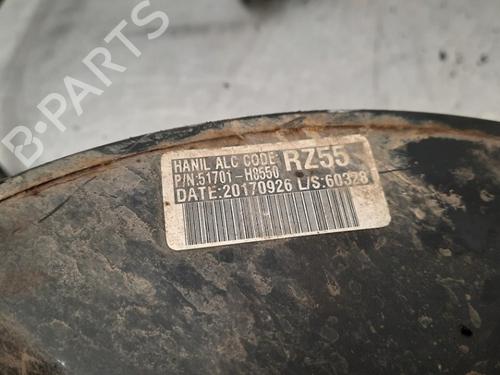 B-PARTS
HANIL ALC CODE: RZ55
P/N:51701-H8550
DATE:20170926 L/S:60328